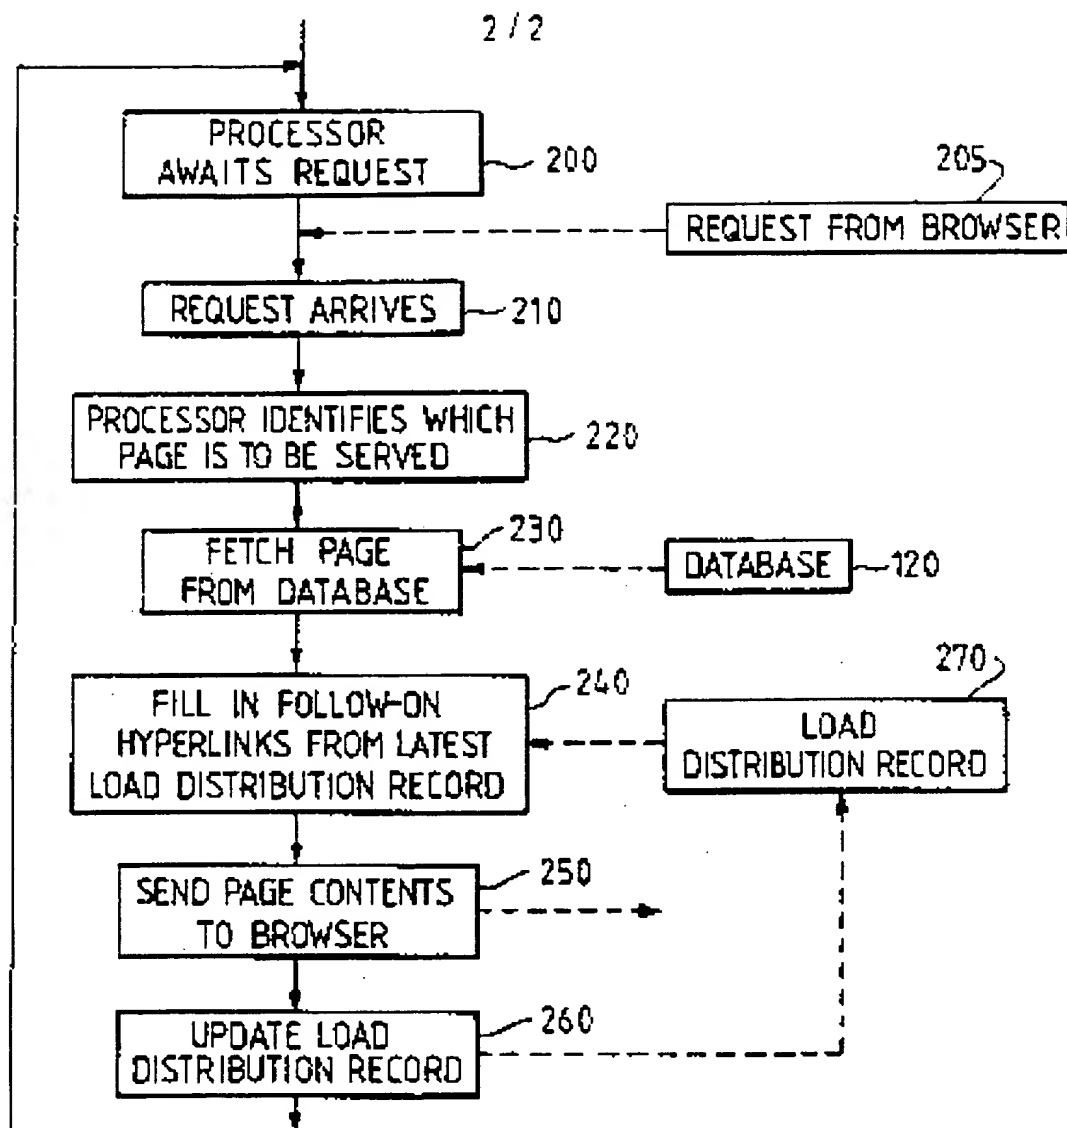 2/2
PROCESSOR
AWAITS REQUEST
200
205
REQUEST FROM BROWSER
REQUEST ARRIVES
210
PROCESSOR IDENTIFIES WHICH
PAGE IS TO BE SERVED
220
230
FETCH PAGE
FROM DATABASE
DATABASE
120
240
270
FILL IN FOLLOW-ON
HYPERLINKS FROM LATEST
LOAD DISTRIBUTION RECORD
LOAD
DISTRIBUTION RECORD
250
SEND PAGE CONTENTS
TO BROWSER
260
UPDATE LOAD
DISTRIBUTION RECORD